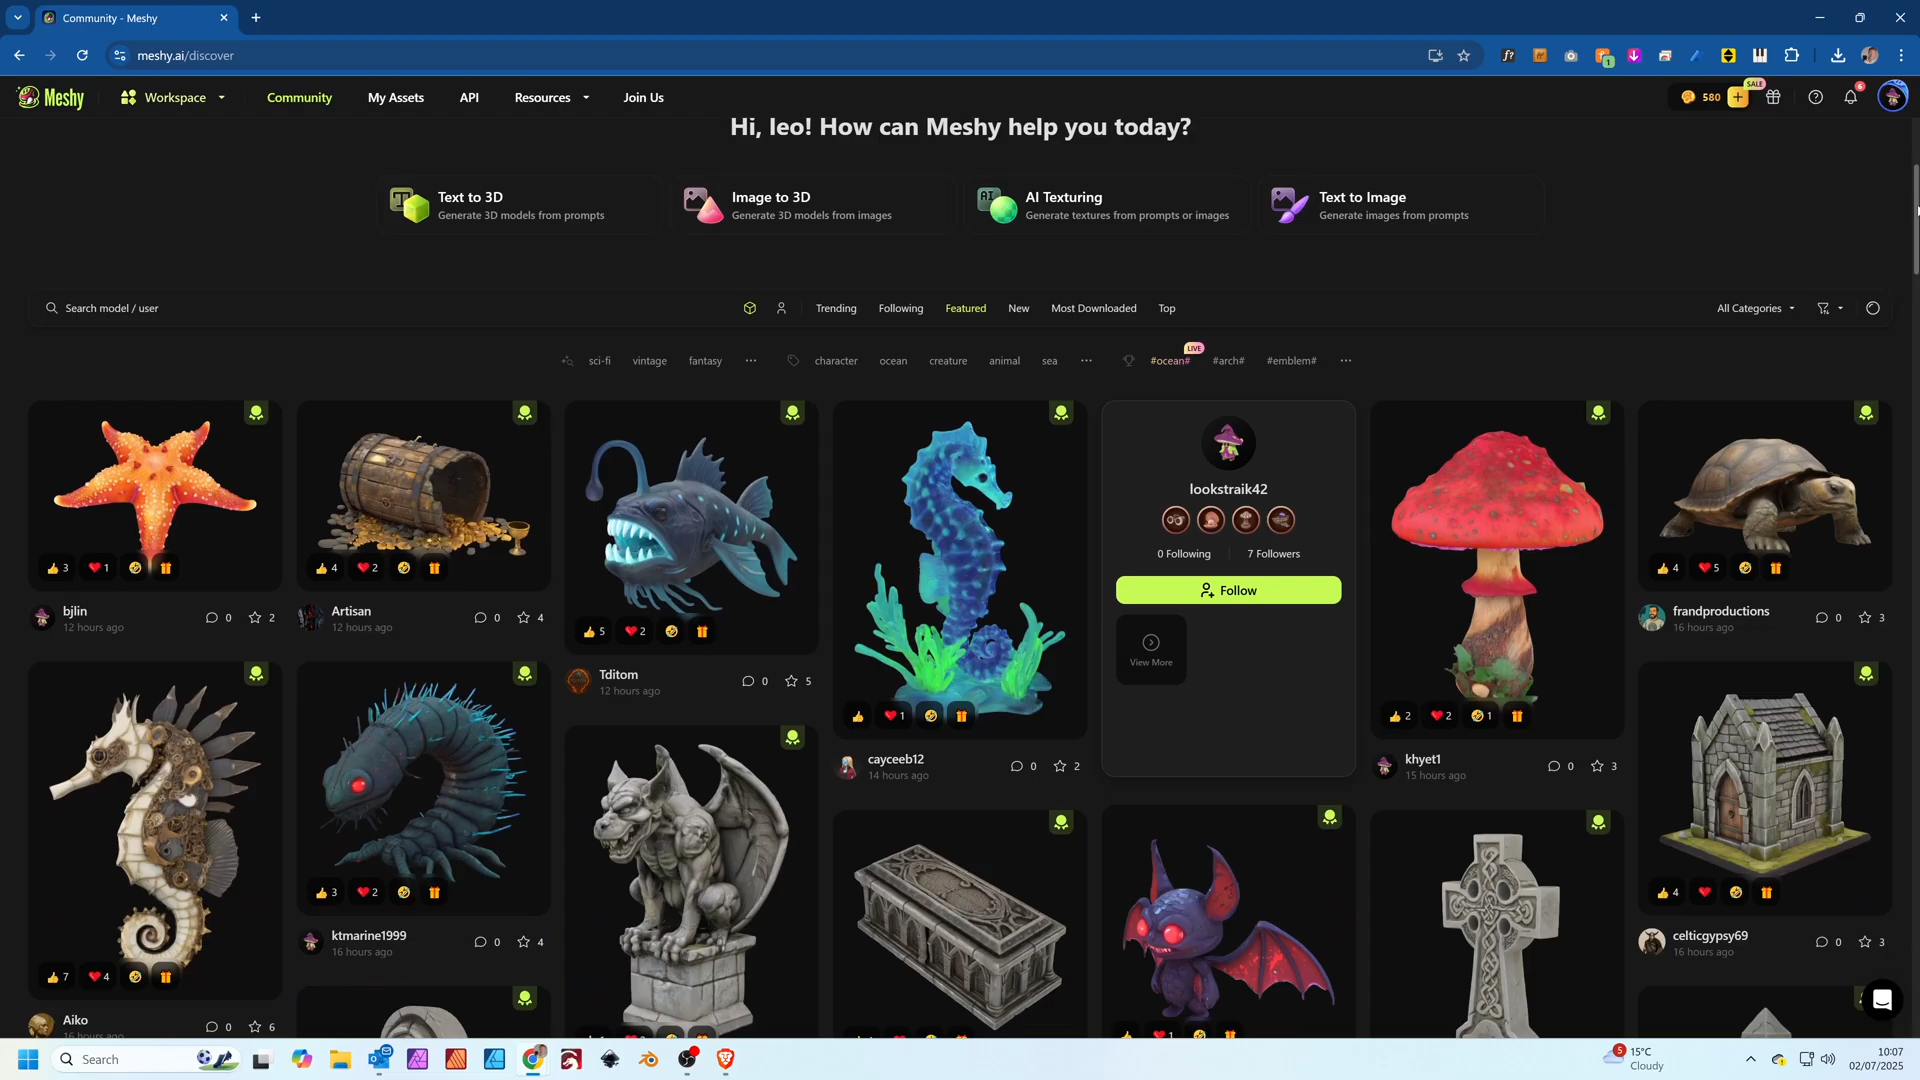 Community - Meshy
meshy.ai/discover
Meshy
Workspace
Community
My Assets
API
Resources
Join Us
580
SALE
6
Hi, leo! How can Meshy help you today?
Text to 3D
Generate 3D models from prompts
Image to 3D
Generate 3D models from images
AI Texturing
Generate textures from prompts or images
Text to Image
Generate images from prompts
Search model / user
Trending
Following
Featured
New
Most Downloaded
Top
All Categories
sci-fi
vintage
fantasy
character
ocean
creature
animal
sea
#ocean#
LIVE
#arch#
#emblem#
3 1
bjlin
12 hours ago
0 2
4 2
Artisan
12 hours ago
0 4
5 2
Tditom
12 hours ago
0 5
1
cayceeb12
14 hours ago
0 2
lookstraik42
0 Following
7 Followers
Follow
View More
2 2 1
khyet1
15 hours ago
0 3
4 5
frandproductions
16 hours ago
0 3
7 4
Aiko
16 hours ago
0 6
3 2
ktmarine1999
16 hours ago
0 4
1
4
celticgypsy69
16 hours ago
0 3
Search
5
15°C
Cloudy
10:07
02/07/2025